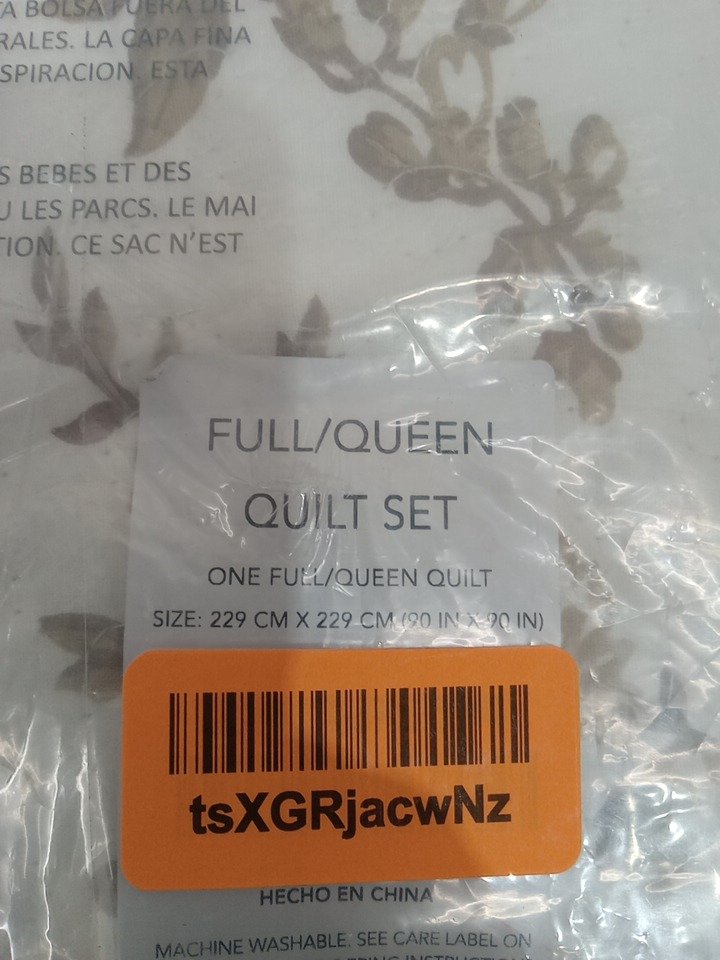 A BOLSA FUERA DEL
RALES. LA CAPA FINA
SPIRACION. ESTA
S BEBES ET DES
U LES PARCS. LE MAI
TION. CE SAC N'EST
FULL/QUEEN
QUILT SET
ONE FULL/QUEEN QUILT
SIZE: 229 CM X 229 CM (90 IN X 90 IN)
tsXGRjacwNz
HECHO EN CHINA
MACHINE WASHABLE. SEE CARE LABEL ON